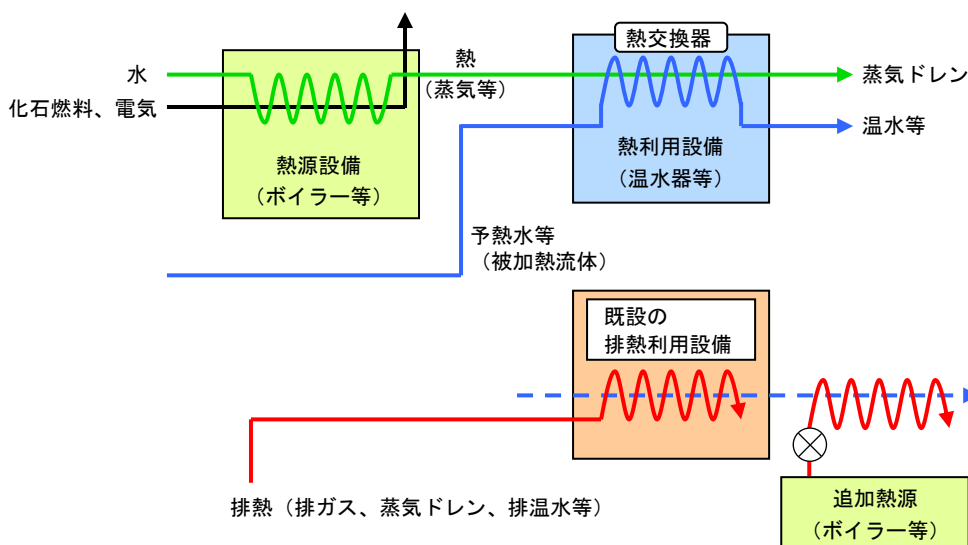 熱交換器
水
熱
(蒸気等)
蒸気ドレン
化石燃料、電気
温水等
熱源設備
(ボイラー等)
熱利用設備
(温水器等)
予熱水等
(被加熱流体)
既設の
排熱利用設備
排熱(排ガス、蒸気ドレン、排温水等)
追加熱源
(ボイラー等)